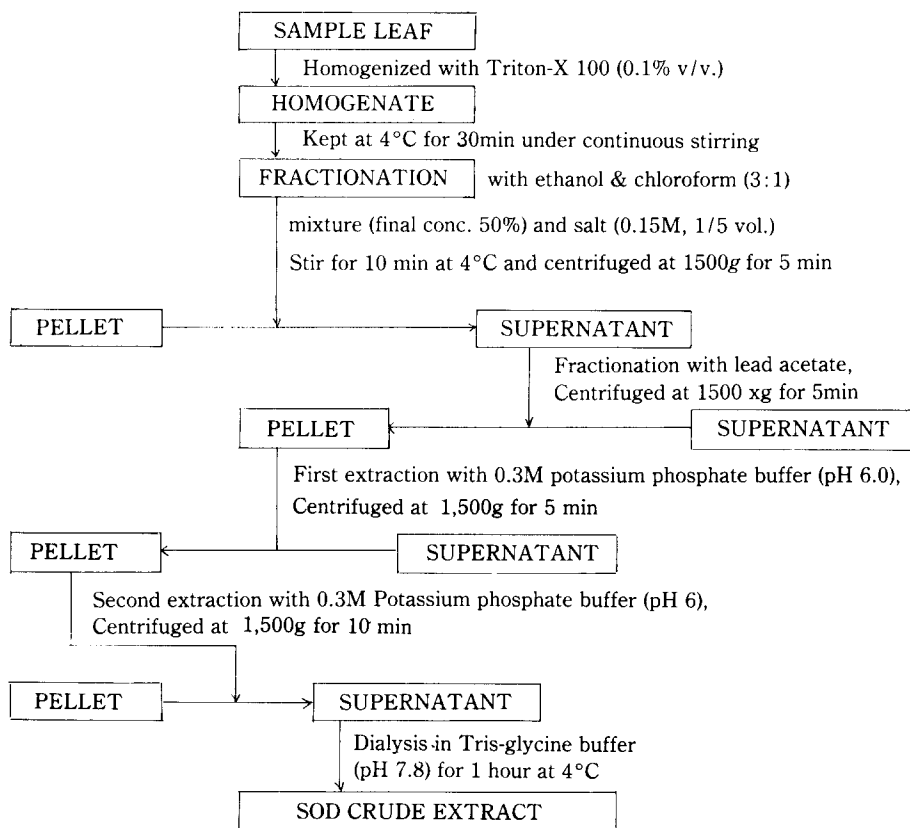 SAMPLE LEAF
Homogenized with Triton-X 100 (0.1% v/v.)
HOMOGENATE
Kept at 4°C for 30min under continuous stirring
FRACTIONATION with ethanol & chloroform (3:1)
mixture (final conc. 50%) and salt (0.15M, 1/5 vol.)
Stir for 10 min at 4°C and centrifuged at 1500g for 5 min
PELLET SUPERNATANT
Fractionation with lead acetate,
Centrifuged at 1500 xg for 5min
PELLET SUPERNATANT
First extraction with 0.3M potassium phosphate buffer (pH 6.0),
Centrifuged at 1,500g for 5 min
PELLET SUPERNATANT
Second extraction with 0.3M Potassium phosphate buffer (pH 6),
Centrifuged at 1,500g for 10 min
PELLET SUPERNATANT
Dialysis in Tris-glycine buffer
(pH 7.8) for 1 hour at 4°C
SOD CRUDE EXTRACT